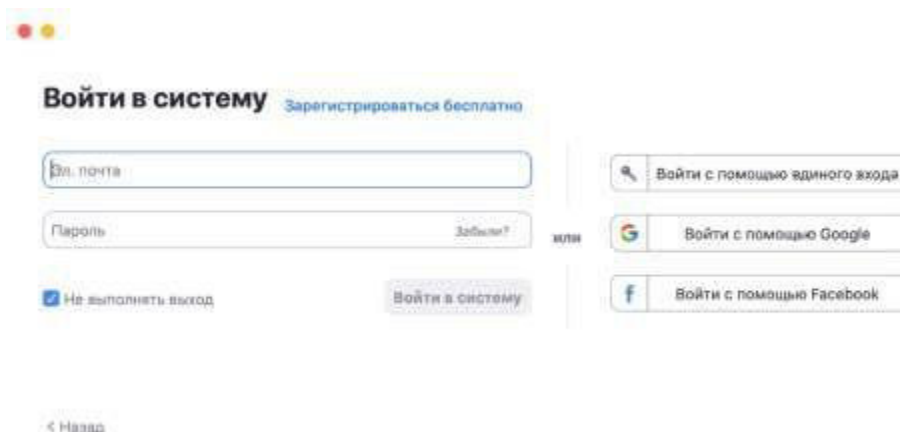 Войти в систему Зарегистрироваться бесплатно
Эл. почта
Пароль Забыли?
Не выполнять выход Войти в систему
или
Войти с помощью единого входа
Войти с помощью Google
Войти с помощью Facebook
< Назад